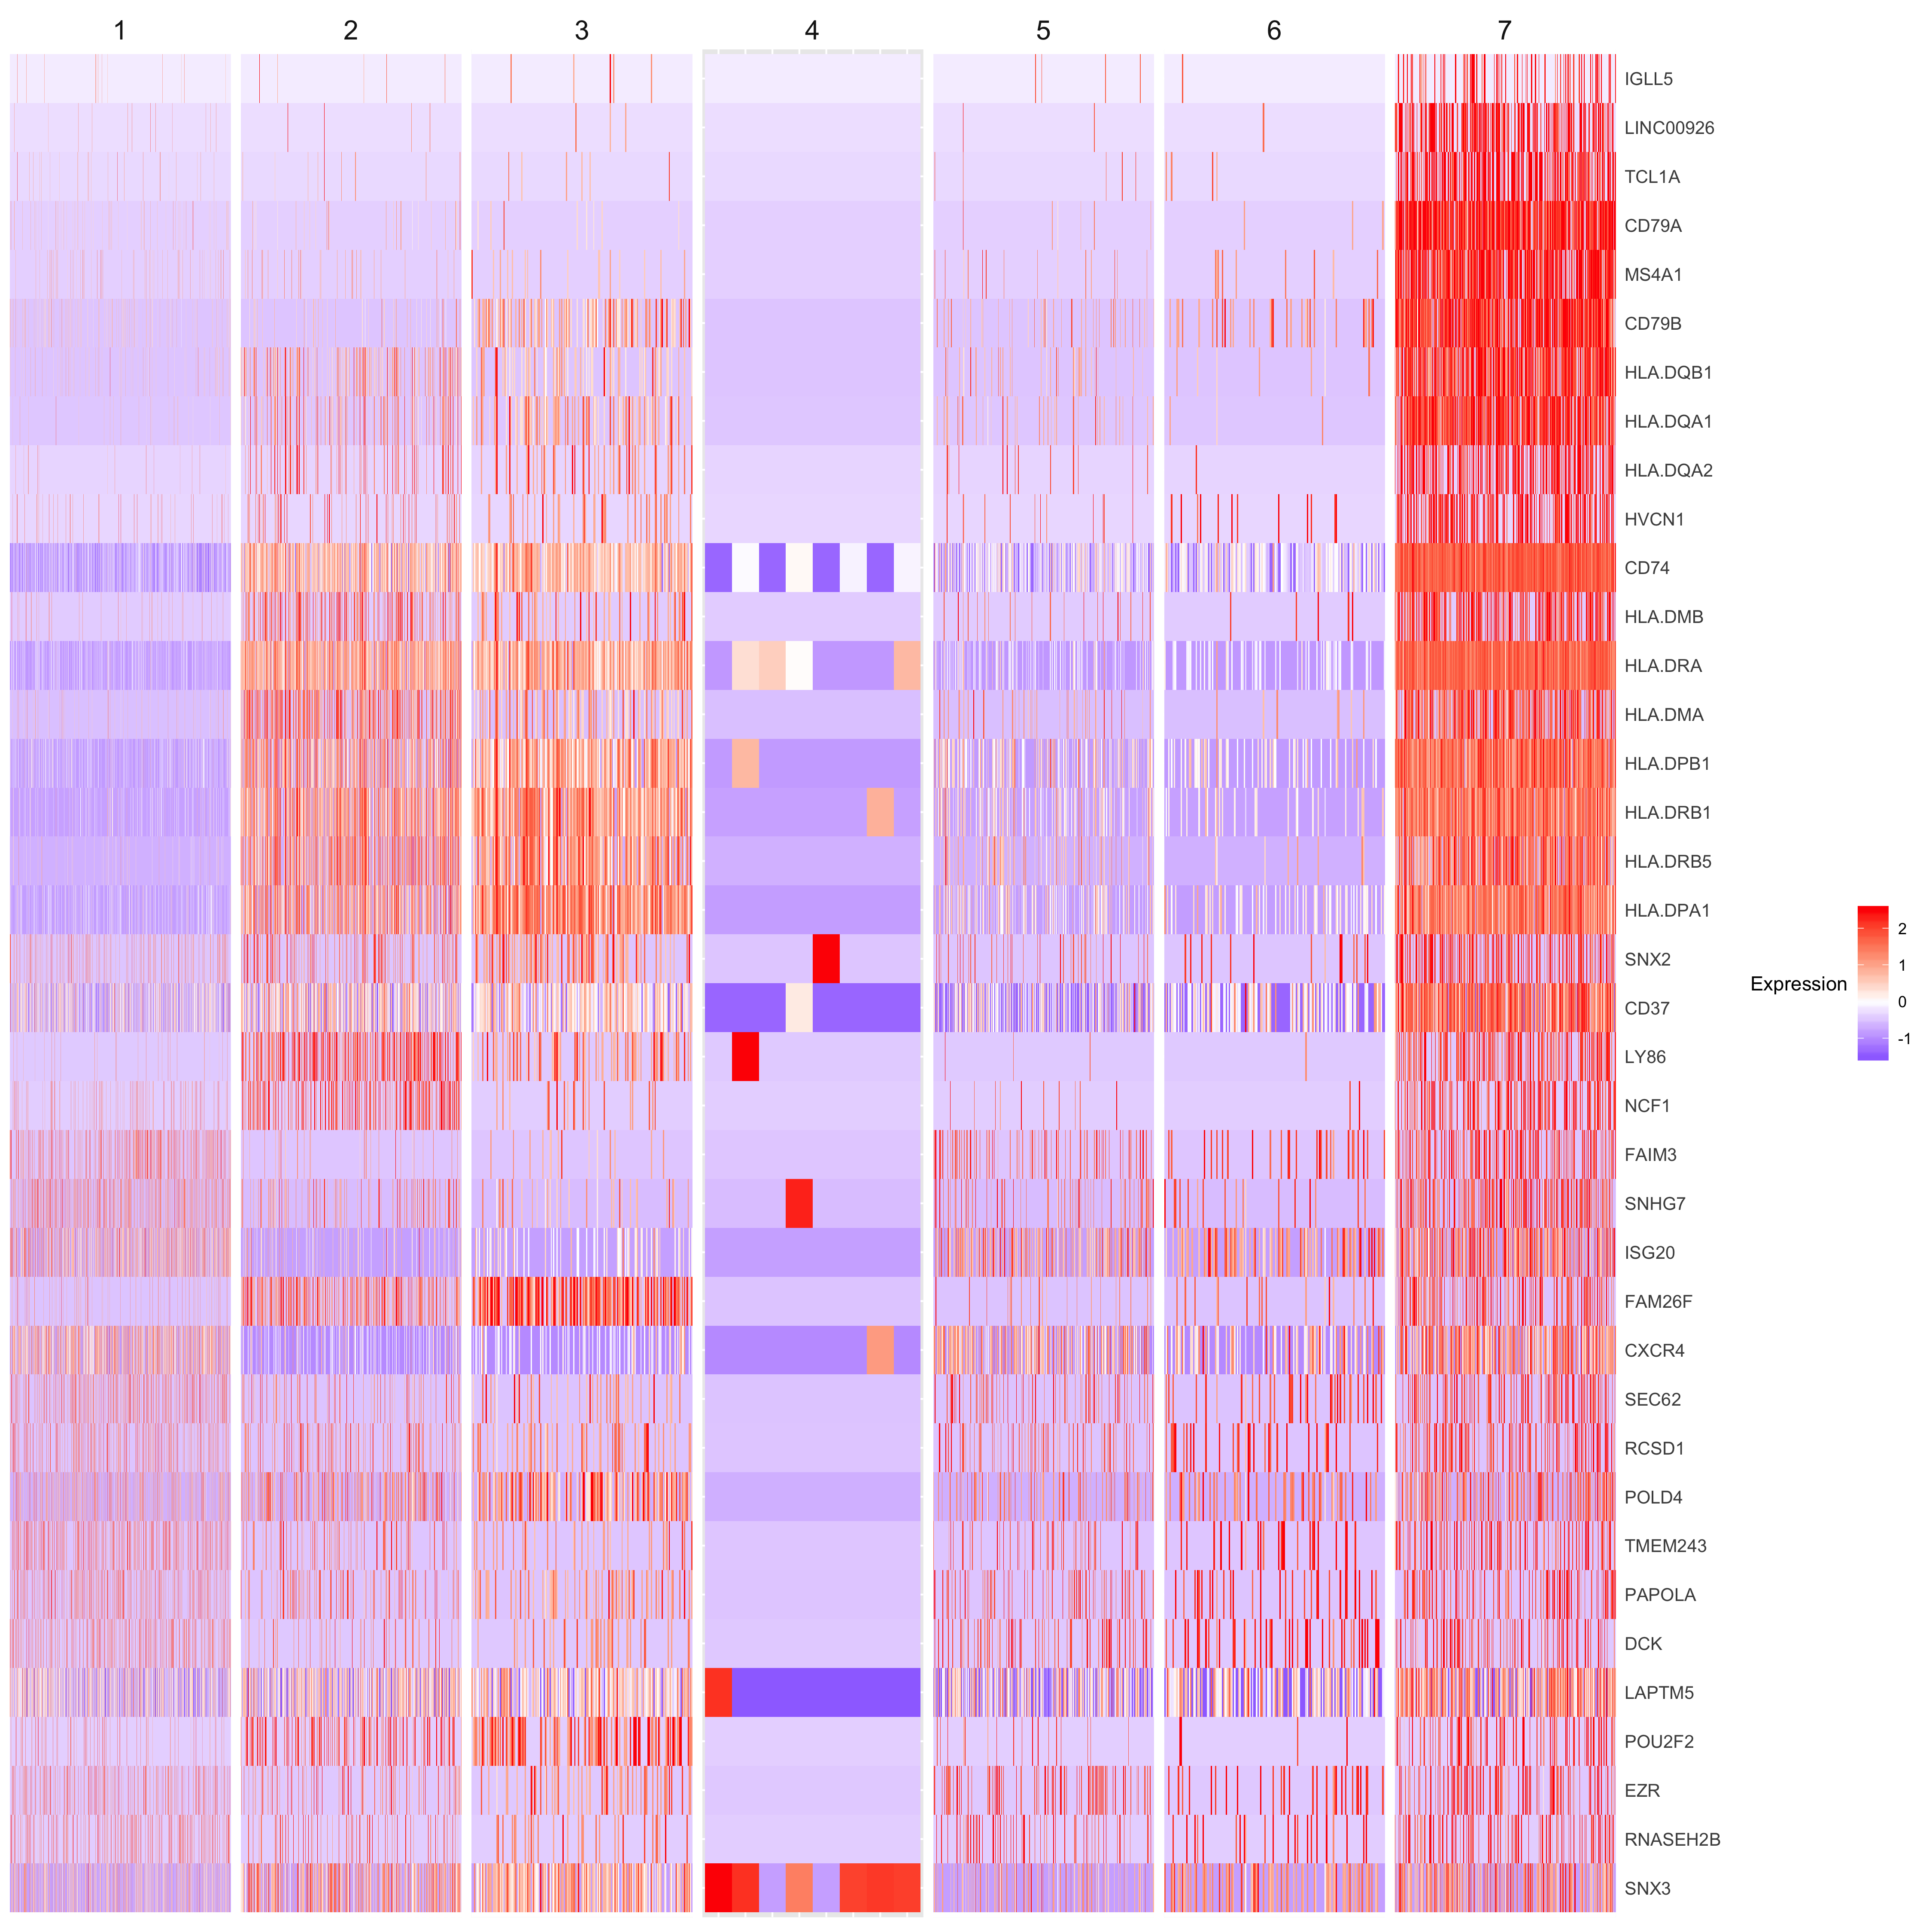 1 2 3 4 5 6 7
IGLL5
LINC00926
TCL1A
CD79A
MS4A1
CD79B
HLA.DQB1
HLA.DQA1
HLA.DQA2
HVCN1
CD74
HLA.DMB
HLA.DRA
HLA.DMA
HLA.DPB1
HLA.DRB1
HLA.DRB5
HLA.DPA1
SNX2
CD37
LY86
NCF1
FAIM3
SNHG7
ISG20
FAM26F
CXCR4
SEC62
RCSD1
POLD4
TMEM243
PAPOLA
DCK
LAPTM5
POU2F2
EZR
RNASEH2B
SNX3
Expression
2
1
0
-1